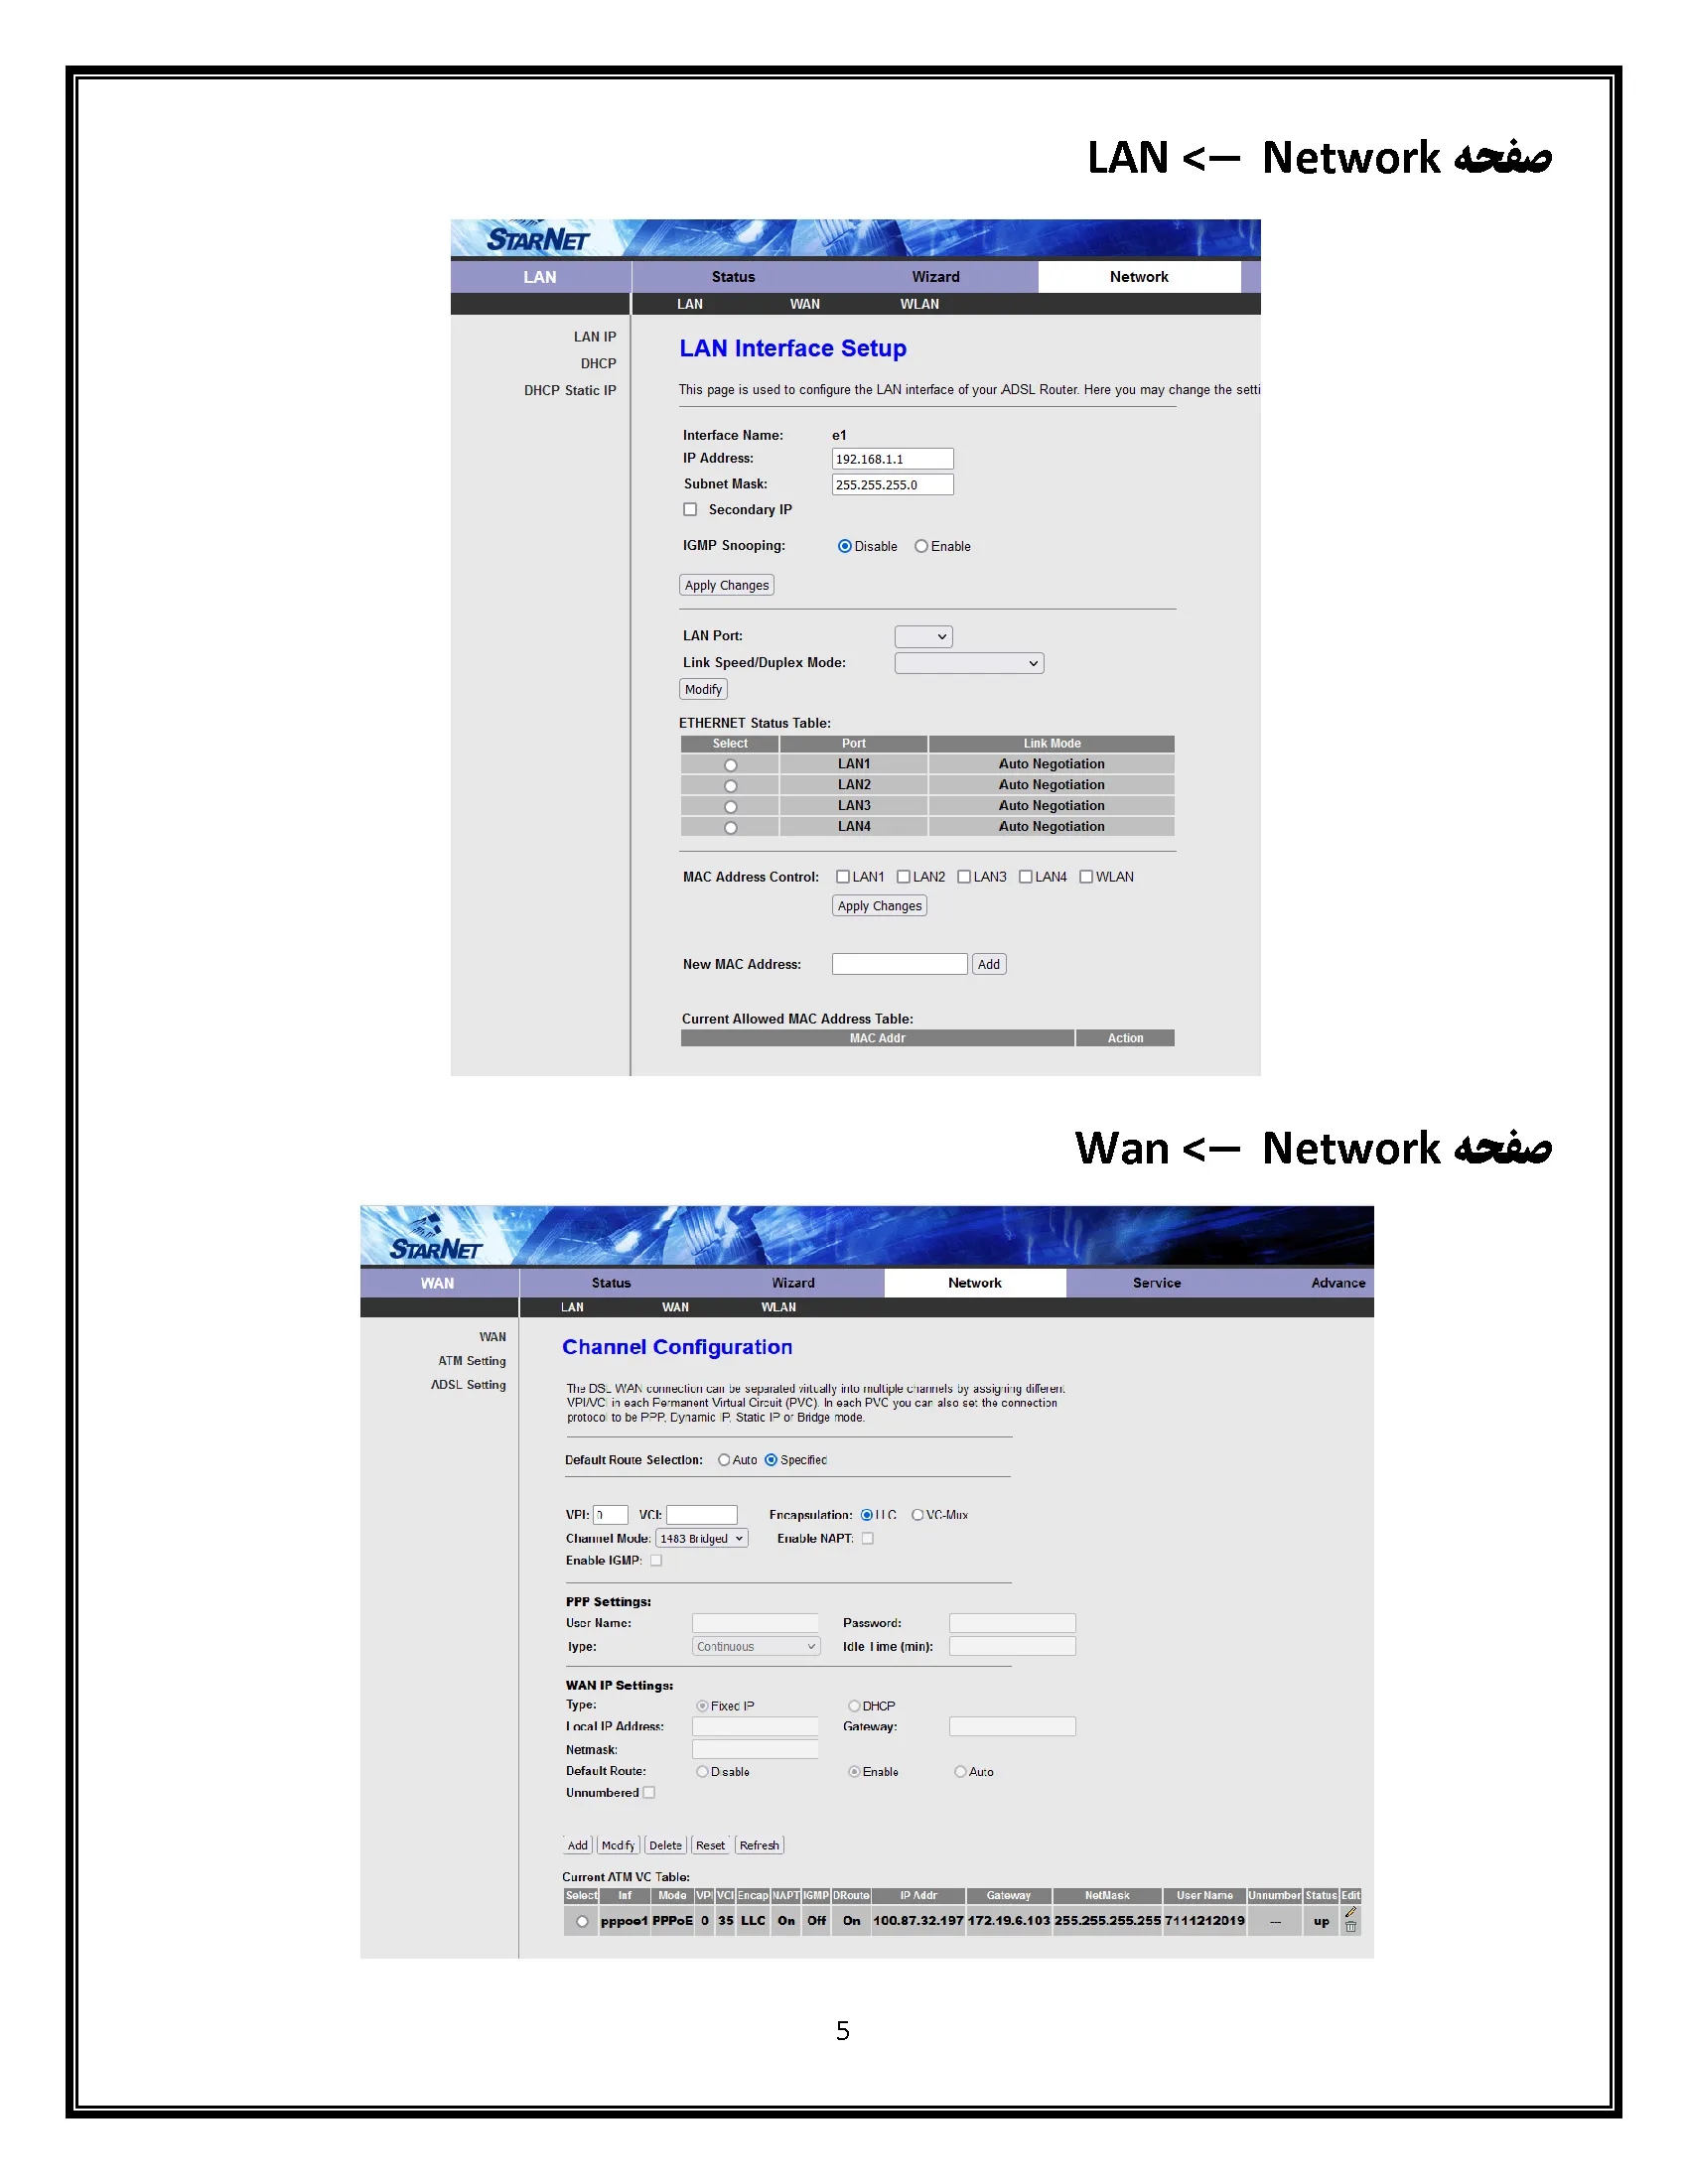 صفحه Network —> LAN
STARNET
LAN Status Wizard Network
LAN WAN WLAN
LAN IP
DHCP
DHCP Static IP
LAN Interface Setup
This page is used to configure the LAN interface of your ADSL Router. Here you may change the setti
Interface Name: e1
IP Address: 192.168.1.1
Subnet Mask: 255.255.255.0
Secondary IP
IGMP Snooping: Disable Enable
Apply Changes
LAN Port:
Link Speed/Duplex Mode:
Modify
ETHERNET Status Table:
Select Port Link Mode
LAN1 Auto Negotiation
LAN2 Auto Negotiation
LAN3 Auto Negotiation
LAN4 Auto Negotiation
MAC Address Control: LAN1 LAN2 LAN3 LAN4 WLAN
Apply Changes
New MAC Address: Add
Current Allowed MAC Address Table:
MAC Addr Action
صفحه Network —> Wan
STARNET
WAN Status Wizard Network Service Advance
LAN WAN WLAN
WAN
ATM Setting
ADSL Setting
Channel Configuration
The DSL WAN connection can be separated virtually into multiple channels by assigning different
VPI/VCI in each Permanent Virtual Circuit (PVC). In each PVC you can also set the connection
protocol to be PPP, Dynamic IP, Static IP or Bridge mode.
Default Route Selection: Auto Specified
VPI: 0 VCI: Encapsulation: LLC VC-Mux
Channel Mode: 1483 Bridged Enable NAPT:
Enable IGMP:
PPP Settings:
User Name: Password:
Type: Continuous Idle Time (min):
WAN IP Settings:
Type: Fixed IP DHCP
Local IP Address: Gateway:
Netmask:
Default Route: Disable Enable Auto
Unnumbered
Add Modify Delete Reset Refresh
Current ATM VC Table:
Select Inf Mode VPI VCI Encap NAPT IGMP DRoute IP Addr Gateway NetMask User Name Unnumber Status Edit
pppoe1 PPPoE 0 35 LLC On Off On 100.87.32.197 172.19.6.103 255.255.255.255 7111212019 --- up
5